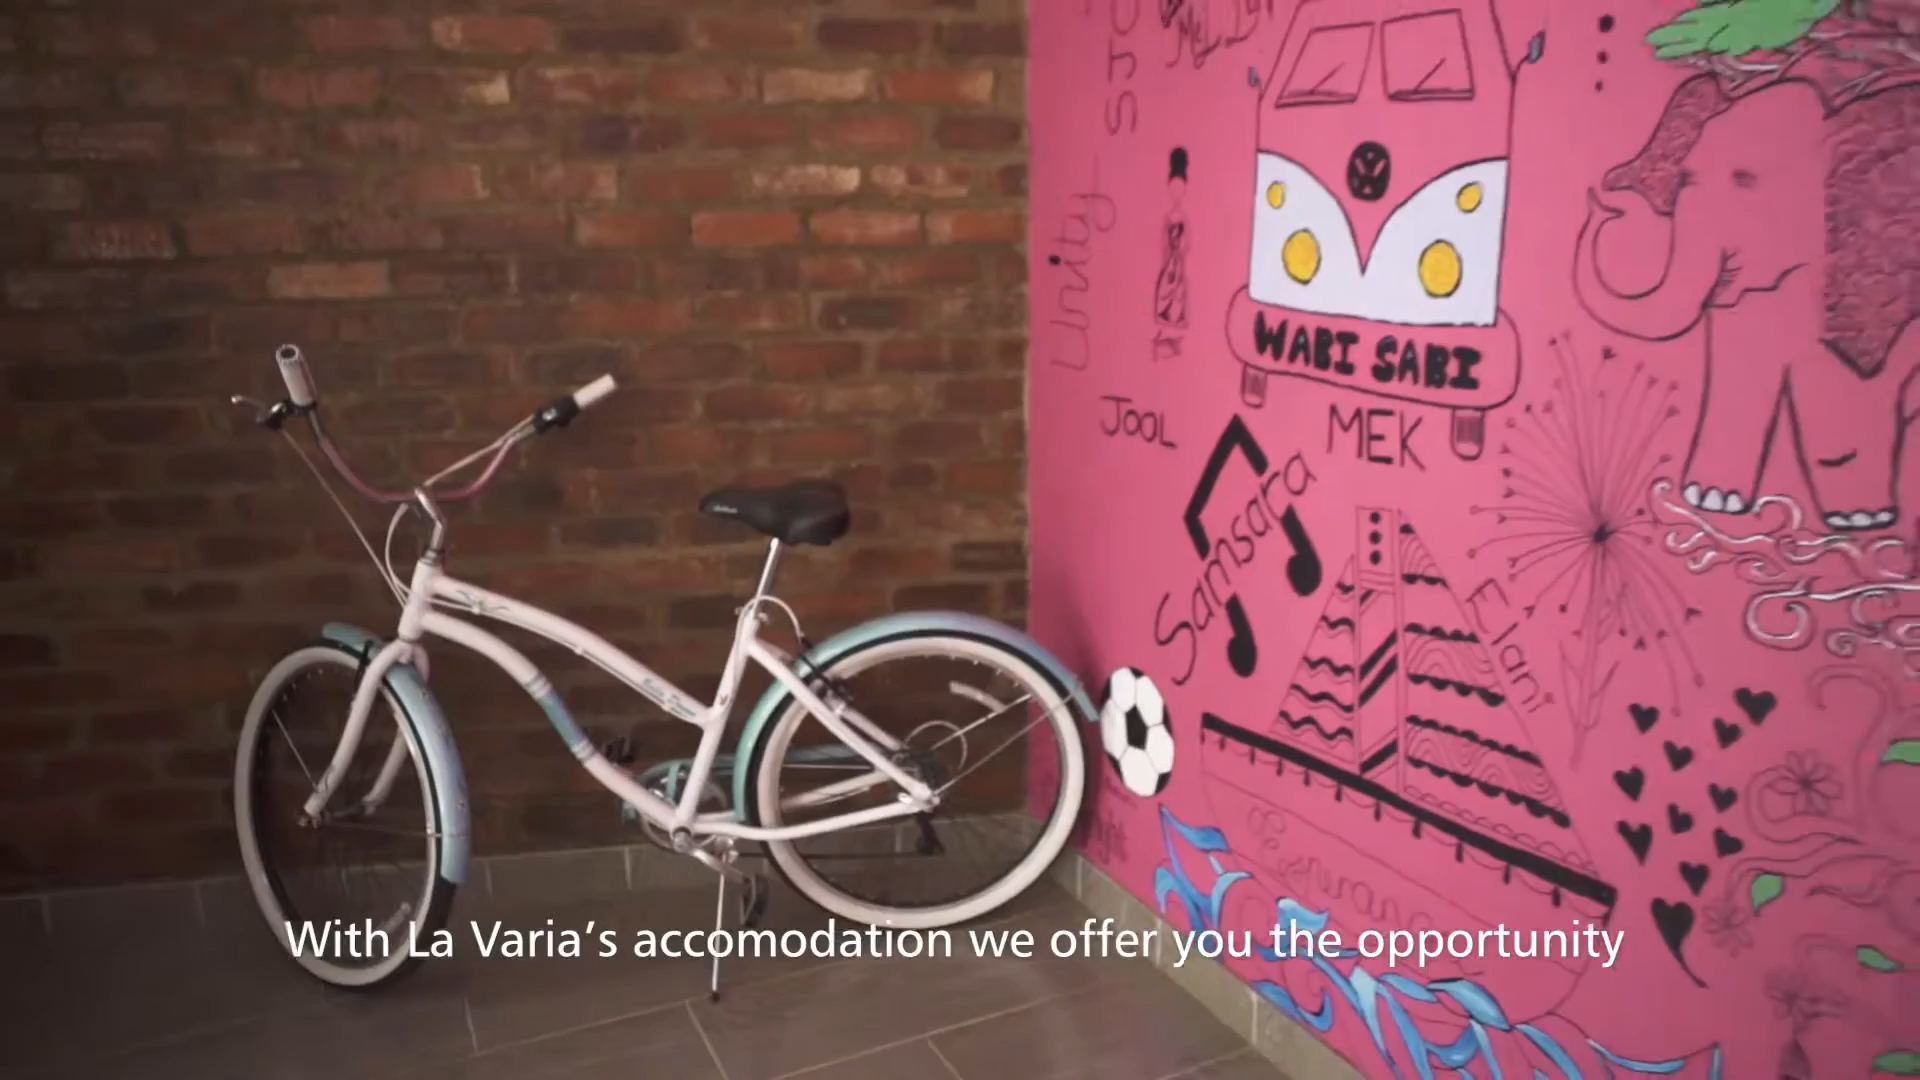 Unity
WABI SABI
JOOL
MEK
Samsara
Elani
With La Varia's accomodation we offer you the opportunity